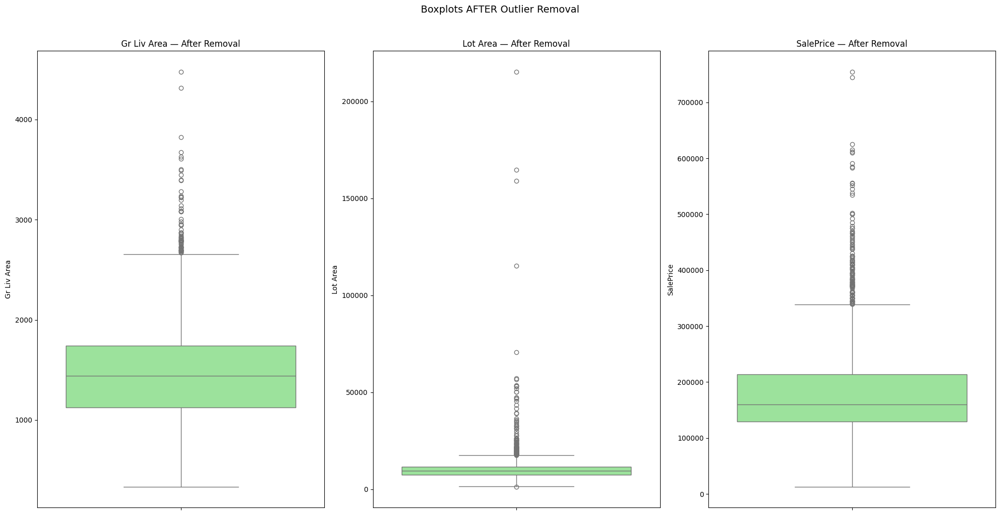 Boxplots AFTER Outlier Removal
Gr Liv Area — After Removal
Gr Liv Area
4000
3000
2000
1000
Lot Area — After Removal
Lot Area
200000
150000
100000
50000
0
SalePrice — After Removal
SalePrice
700000
600000
500000
400000
300000
200000
100000
0